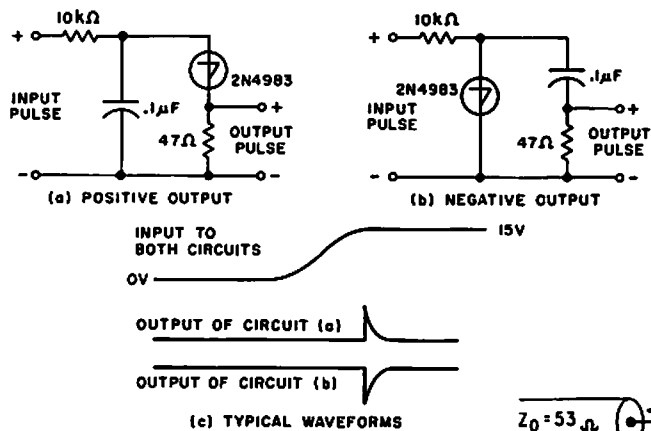 10kΩ
+
2N4983
INPUT
PULSE
.1μF
+
47Ω
OUTPUT
PULSE
-
-
(a) POSITIVE OUTPUT
10kΩ
+
2N4983
INPUT
PULSE
.1μF
+
47Ω
OUTPUT
PULSE
-
-
(b) NEGATIVE OUTPUT
INPUT TO
BOTH CIRCUITS
15V
0V
OUTPUT OF CIRCUIT (a)
OUTPUT OF CIRCUIT (b)
(c) TYPICAL WAVEFORMS
Z0=53Ω